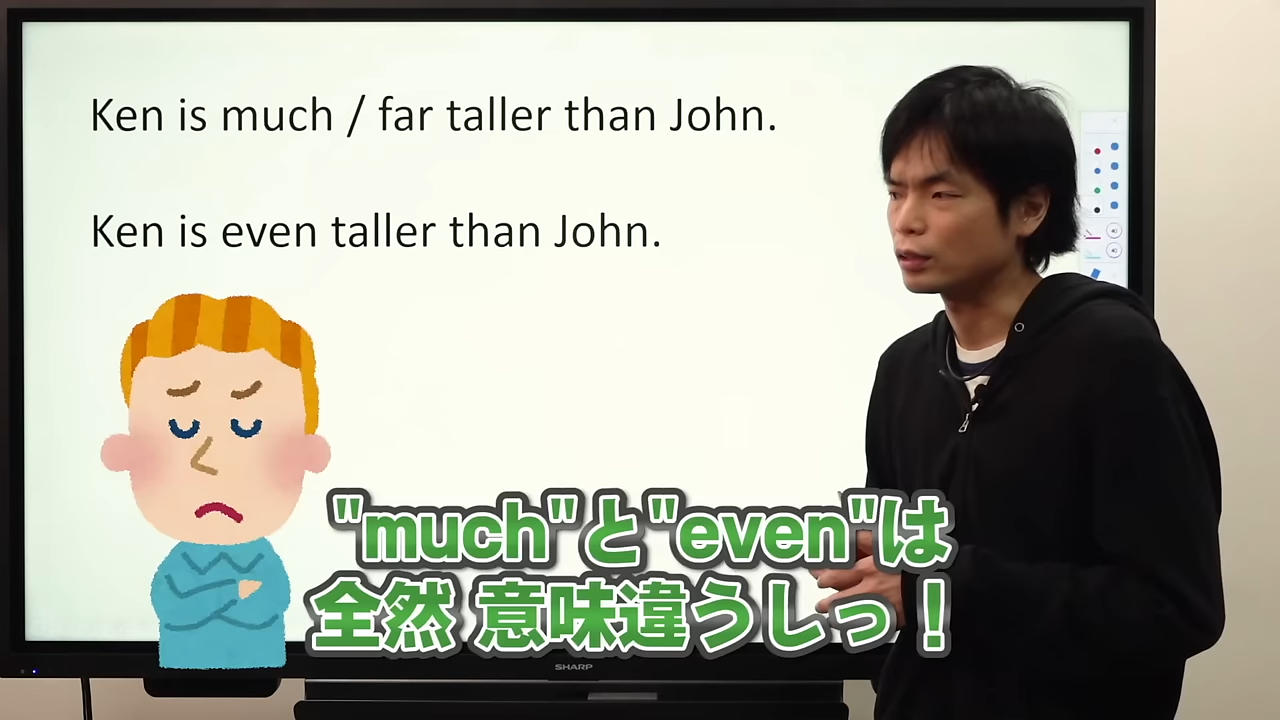 Ken is much / far taller than John.
Ken is even taller than John.
"much"と"even"は
全然 意味違うしっ！
SHARP